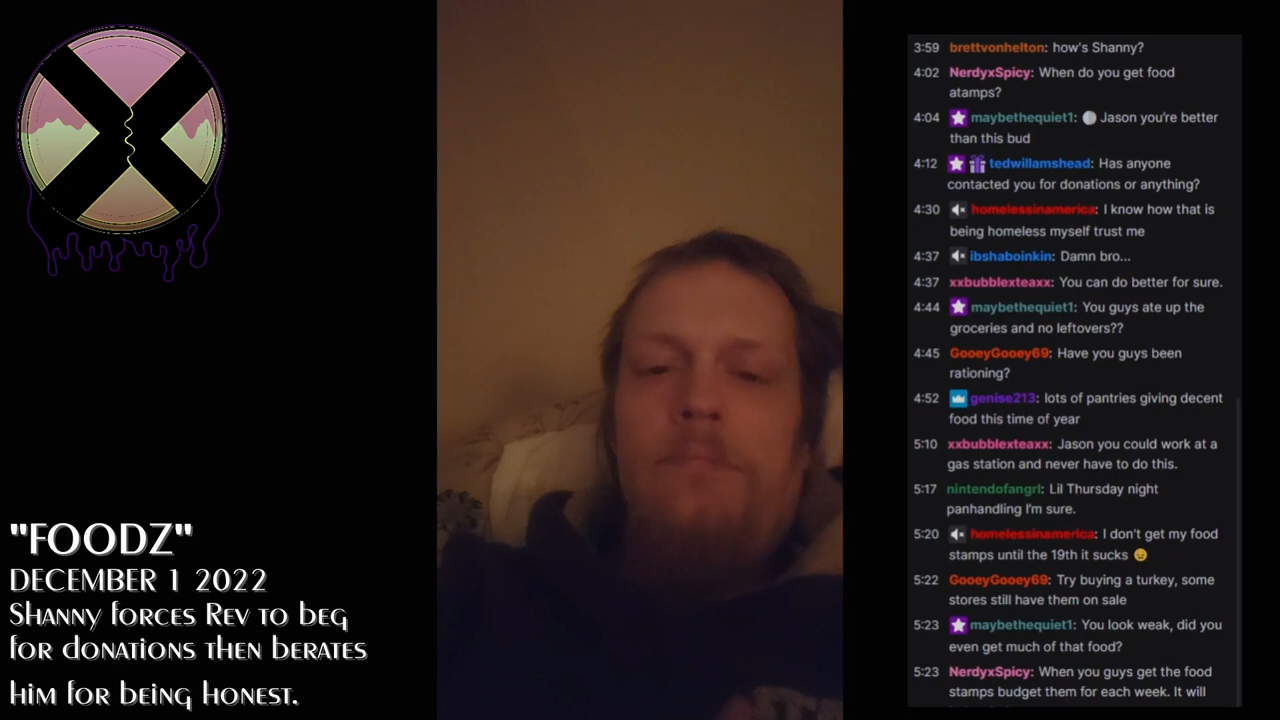 "FOODZ"
DECEMBER 1 2022
Shanny forces Rev to beg
for donations then berates
him for being honest.
3:59 brettvonhelton: how's Shanny?
4:02 NerdyxSpicy: When do you get food
atamps?
4:04 maybethequiet1: Jason you're better
than this bud
4:12 tedwillamshead: Has anyone
contacted you for donations or anything?
4:30 homelessinamerica: I know how that is
being homeless myself trust me
4:37 ibshaboinkin: Damn bro...
4:37 xxbubblexteaxx: You can do better for sure.
4:44 maybethequiet1: You guys ate up the
groceries and no leftovers??
4:45 GooeyGooey69: Have you guys been
rationing?
4:52 genise213: lots of pantries giving decent
food this time of year
5:10 xxbubblexteaxx: Jason you could work at a
gas station and never have to do this.
5:17 nintendofangrl: Lil Thursday night
panhandling I'm sure.
5:20 homelessinamerica: I don't get my food
stamps until the 19th it sucks 😔
5:22 GooeyGooey69: Try buying a turkey, some
stores still have them on sale
5:23 maybethequiet1: You look weak, did you
even get much of that food?
5:23 NerdyxSpicy: When you guys get the food
stamps budget them for each week. It will